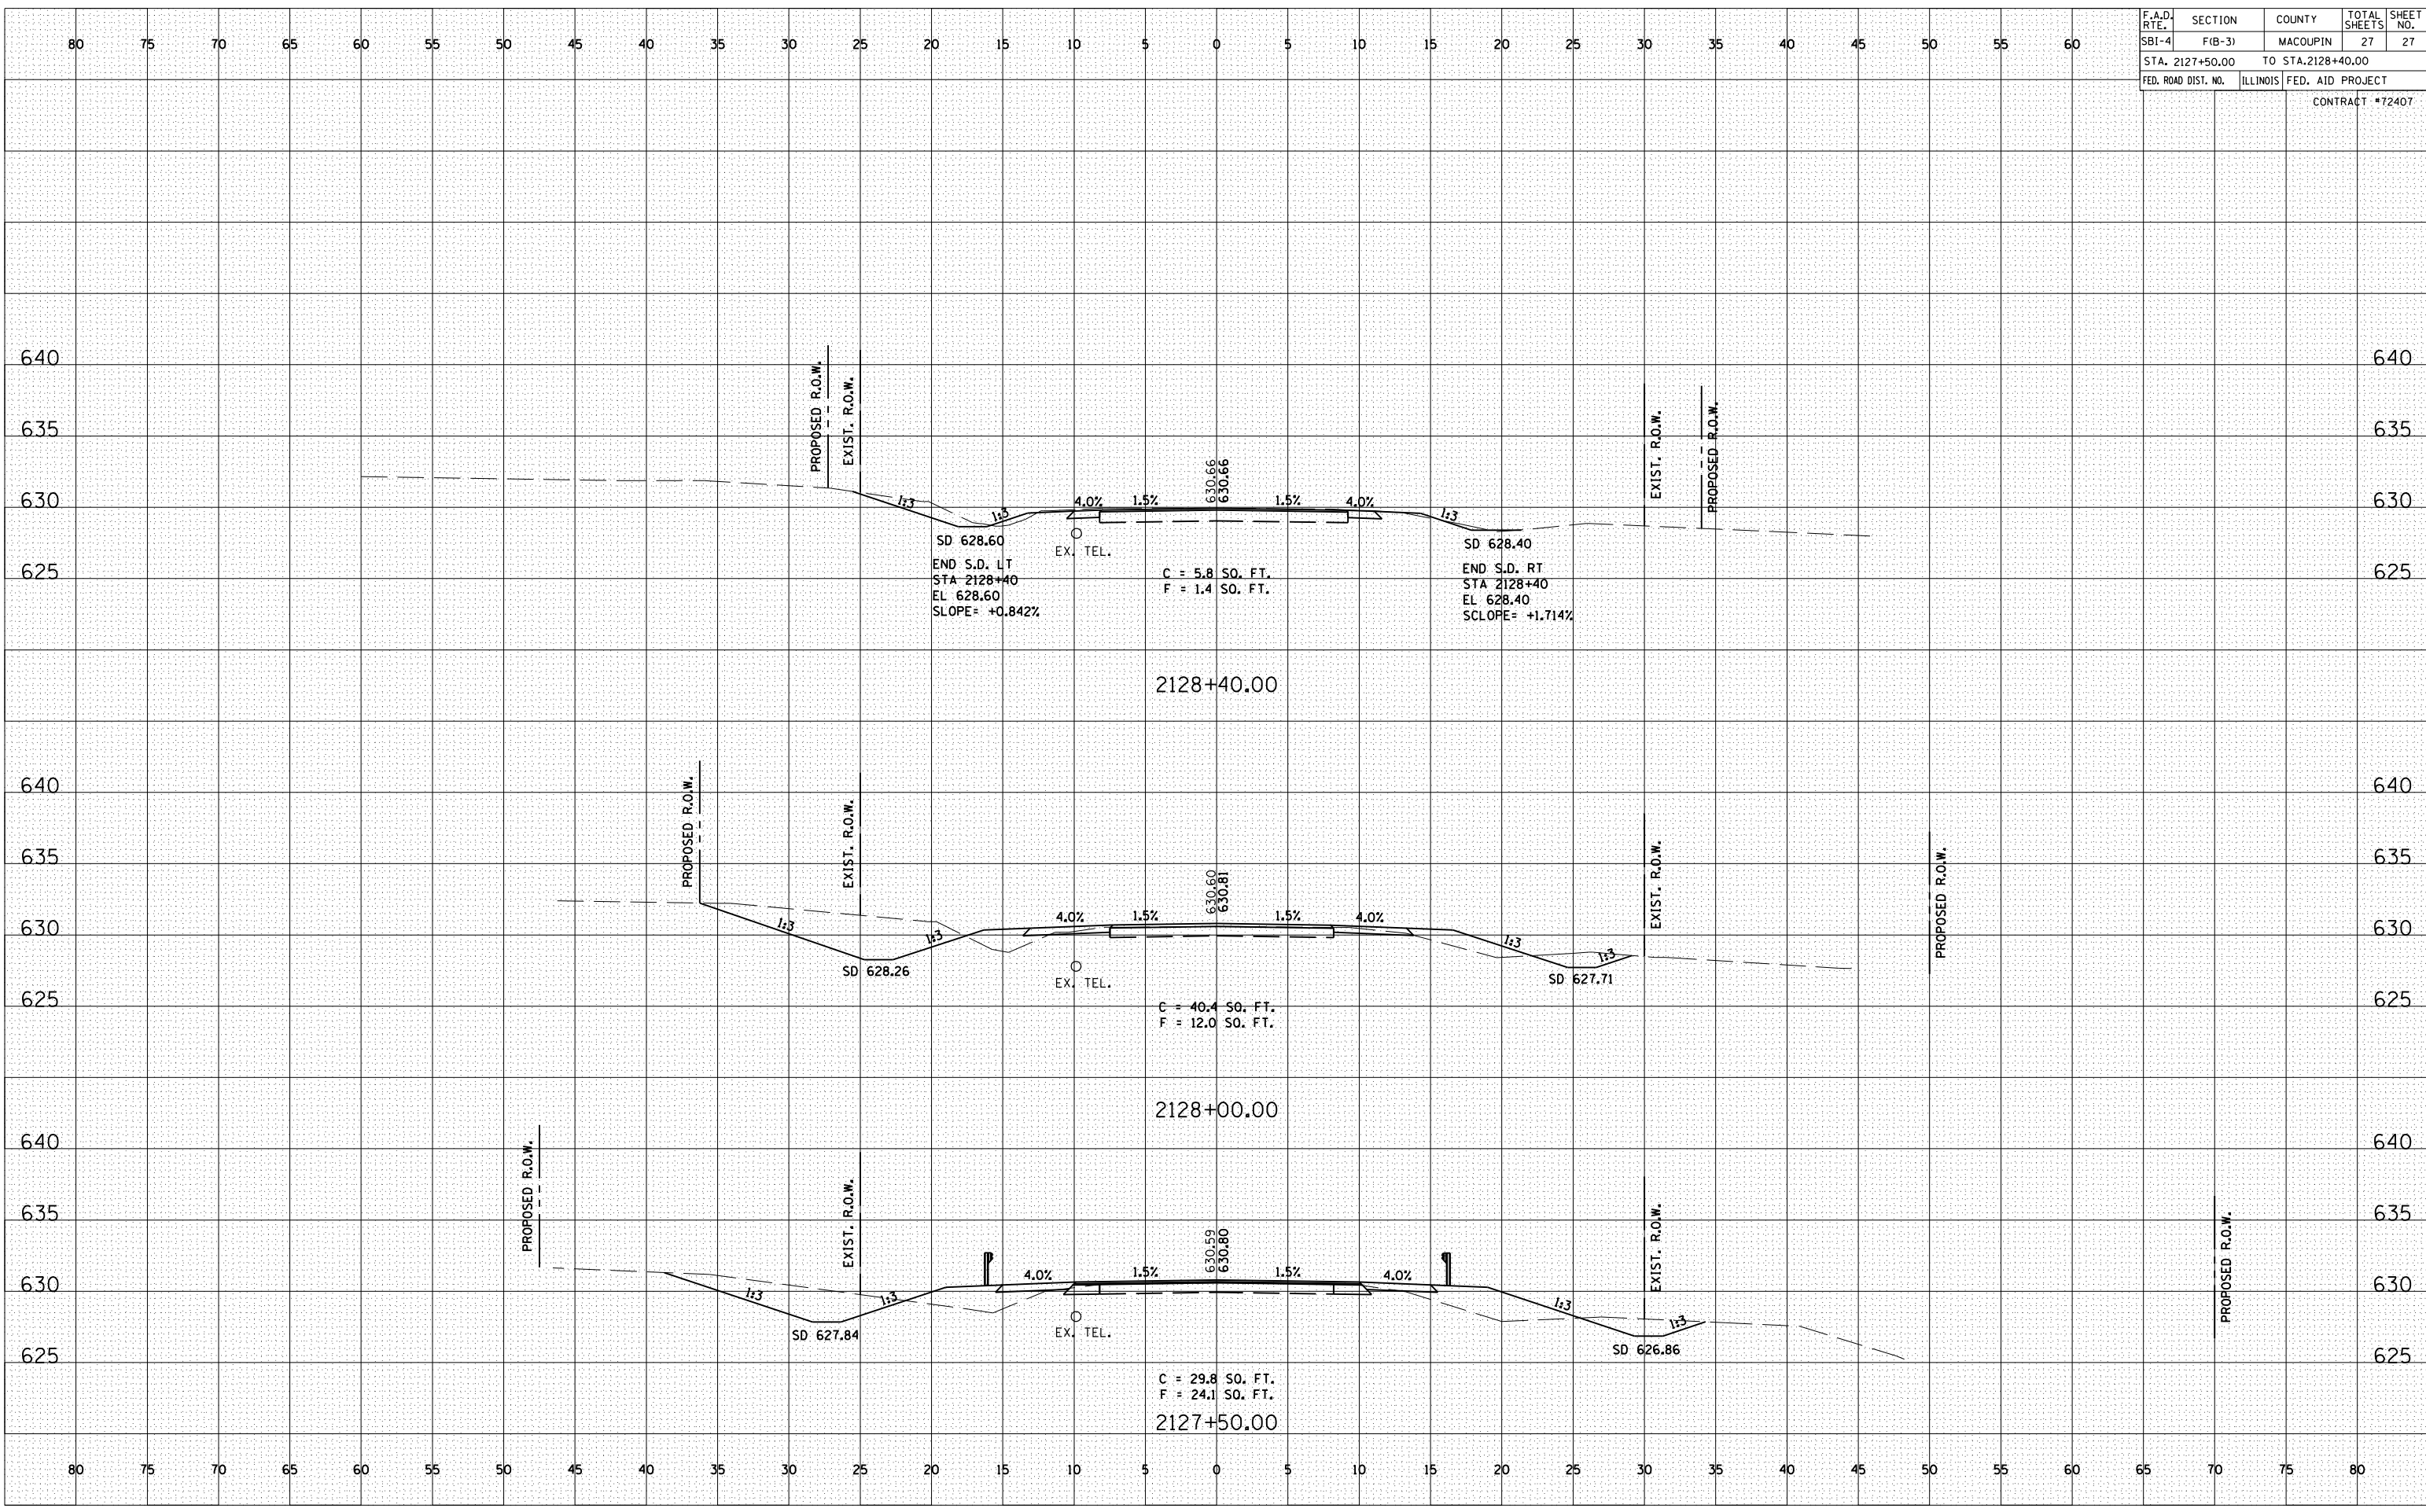 F.A.D. RTE. SECTION COUNTY TOTAL SHEETS SHEET NO.
SBI-4 F(B-3) MACOUPIN 27 27
STA. 2127+50.00 TO STA.2128+40.00
FED. ROAD DIST. NO. ILLINOIS FED. AID PROJECT
CONTRACT #72407
80 75 70 65 60 55 50 45 40 35 30 25 20 15 10 5 0 5 10 15 20 25 30 35 40 45 50 55 60
640 640
635 635
630 630
625 625
PROPOSED R.O.W.
EXIST. R.O.W.
630.66
630.66
EXIST. R.O.W.
PROPOSED R.O.W.
1:3 1:3 4.0% 1.5% 1.5% 4.0% 1:3
SD 628.60
EX. TEL.
SD 628.40
END S.D. LT
STA 2128+40
EL 628.60
SLOPE= +0.842%
C = 5.8 SQ. FT.
F = 1.4 SQ. FT.
END S.D. RT
STA 2128+40
EL 628.40
SCLOPE= +1.714%
2128+40.00
640 640
635 635
630 630
625 625
PROPOSED R.O.W.
EXIST. R.O.W.
630.60
630.81
EXIST. R.O.W.
PROPOSED R.O.W.
1:3 1:3 4.0% 1.5% 1.5% 4.0% 1:3 1:3
SD 628.26
EX. TEL.
SD 627.71
C = 40.4 SQ. FT.
F = 12.0 SQ. FT.
2128+00.00
640 640
635 635
630 630
625 625
PROPOSED R.O.W.
EXIST. R.O.W.
630.59
630.80
EXIST. R.O.W.
PROPOSED R.O.W.
1:3 1:3 4.0% 1.5% 1.5% 4.0% 1:3 1:3
SD 627.84
EX. TEL.
SD 626.86
C = 29.8 SQ. FT.
F = 24.1 SQ. FT.
2127+50.00
80 75 70 65 60 55 50 45 40 35 30 25 20 15 10 5 0 5 10 15 20 25 30 35 40 45 50 55 60 65 70 75 80